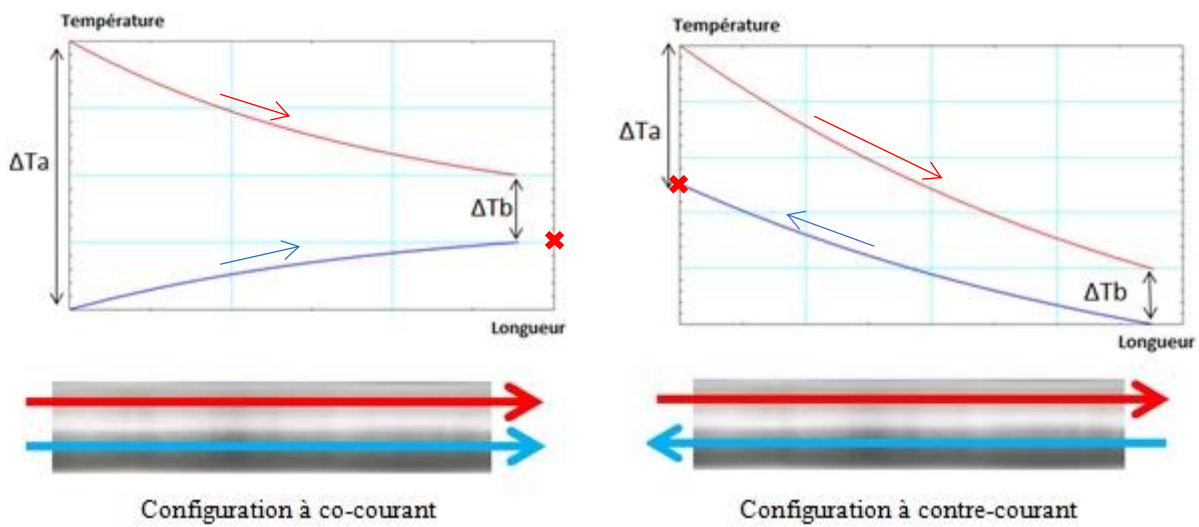 Température
ΔTa
ΔTb
Longueur
Configuration à co-courant
Température
ΔTa
ΔTb
Longueur
Configuration à contre-courant